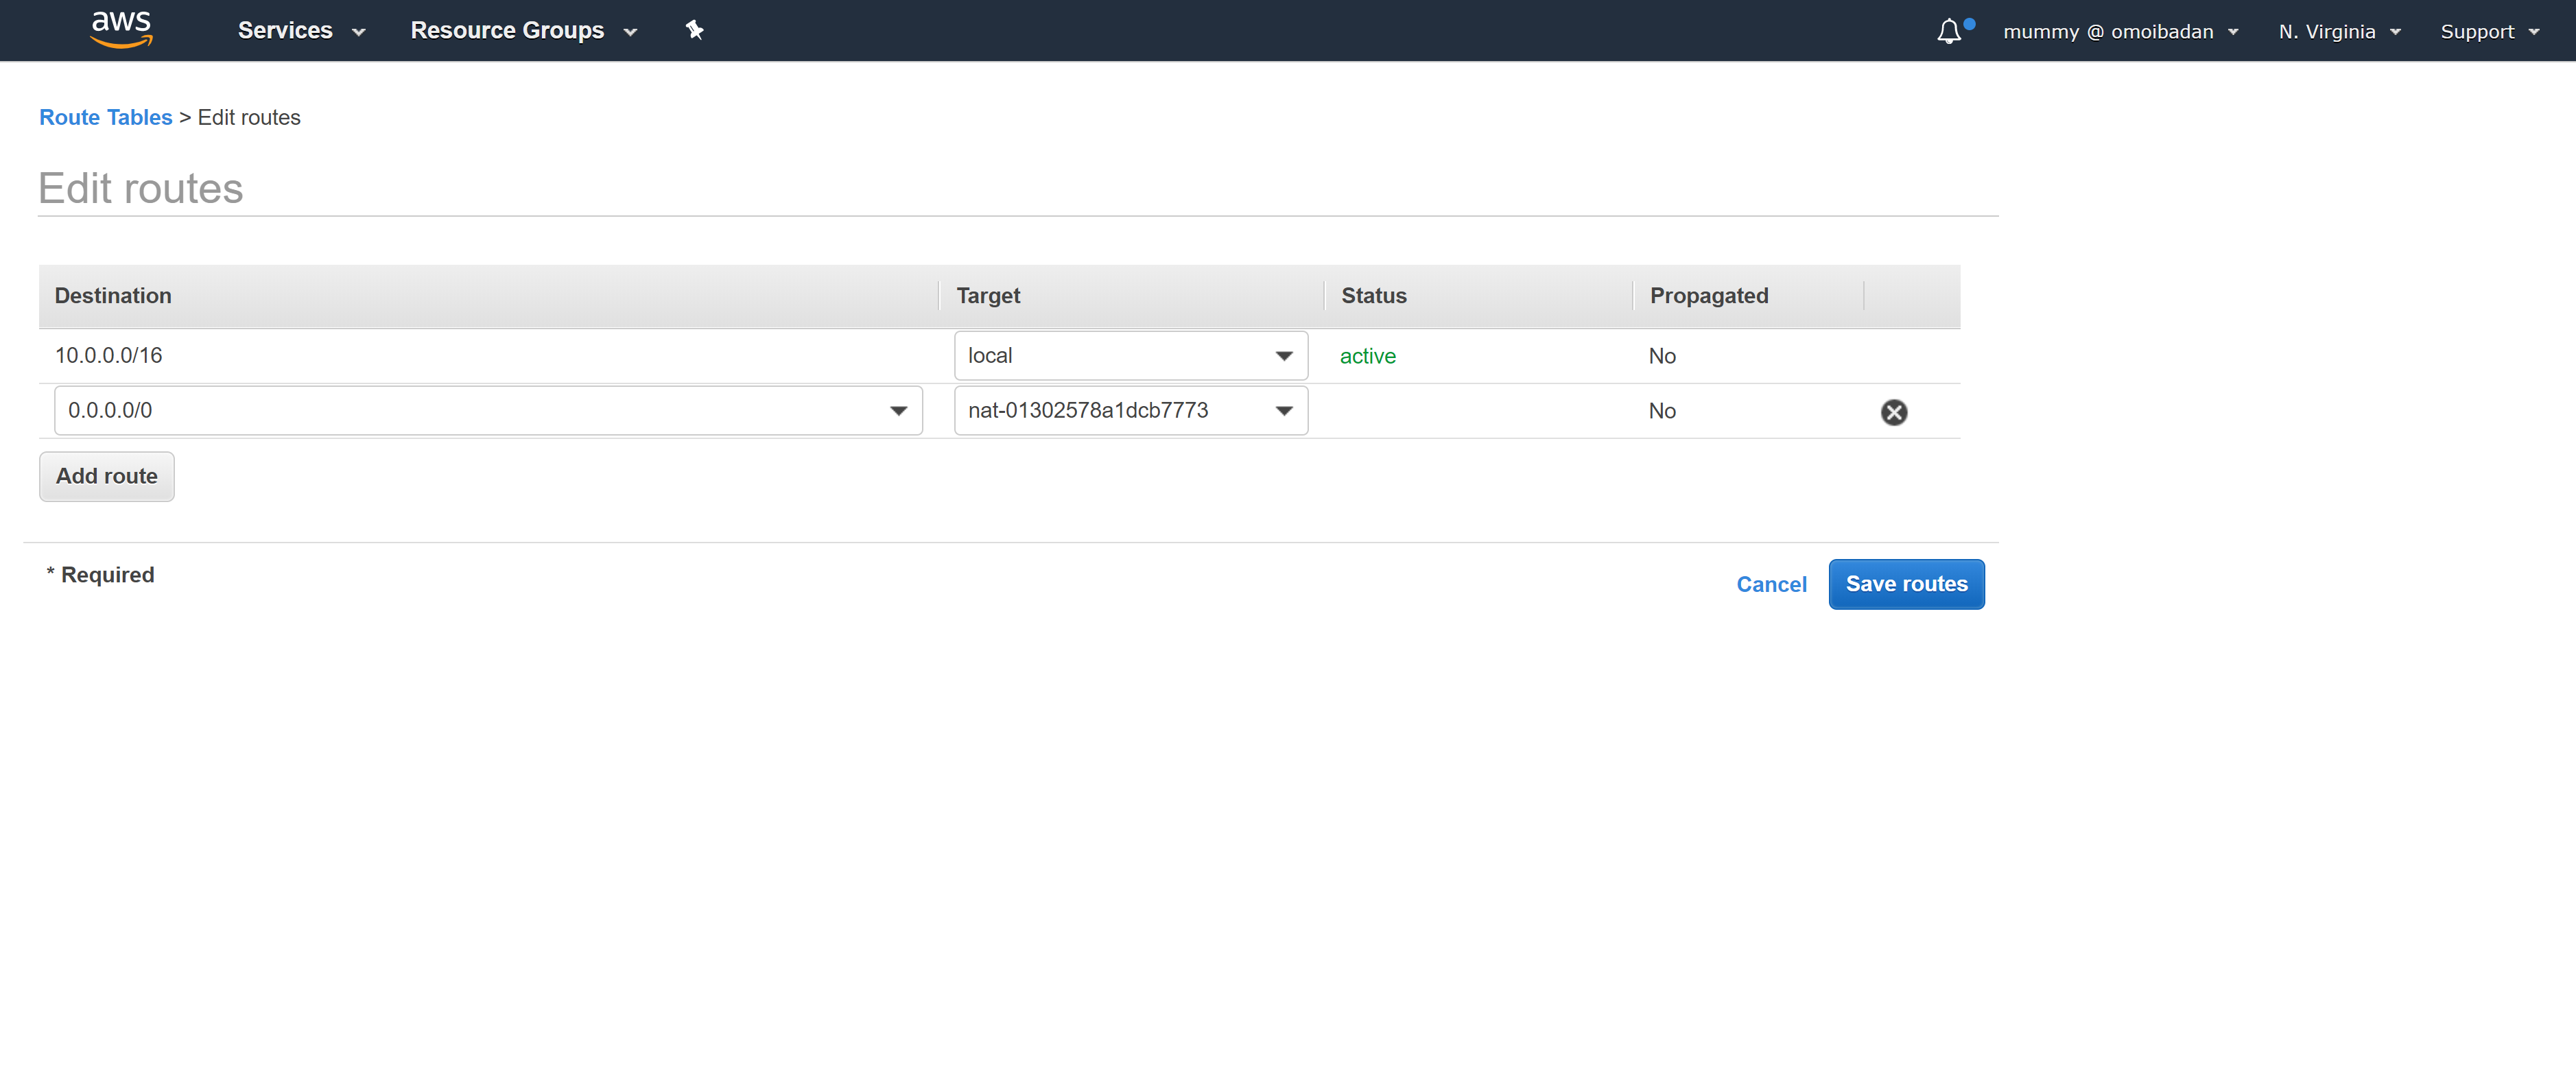 aws Services Resource Groups mummy @ omoibadan N. Virginia Support
Route Tables > Edit routes
Edit routes
Destination Target Status Propagated
10.0.0.0/16 local active No
0.0.0.0/0 nat-01302578a1dcb7773 No
Add route
* Required
Cancel Save routes